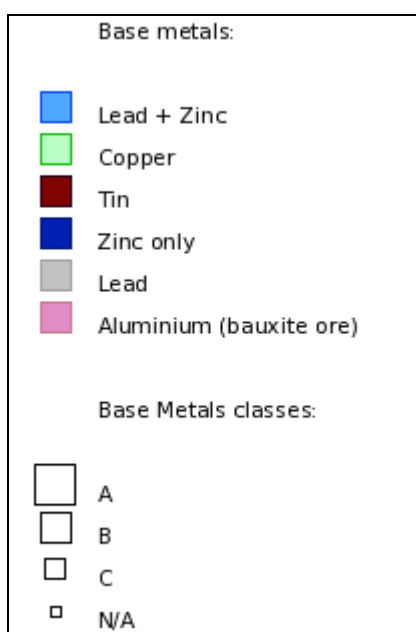 Base metals:
Lead + Zinc
Copper
Tin
Zinc only
Lead
Aluminium (bauxite ore)
Base Metals classes:
A
B
C
N/A